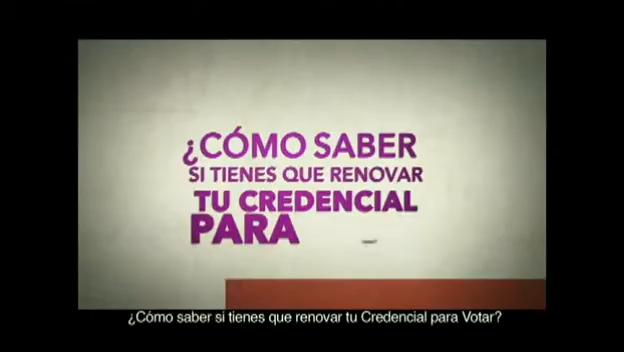 ¿CÓMO SABER
SI TIENES QUE RENOVAR
TU CREDENCIAL
PARA
¿Cómo saber si tienes que renovar tu Credencial para Votar?